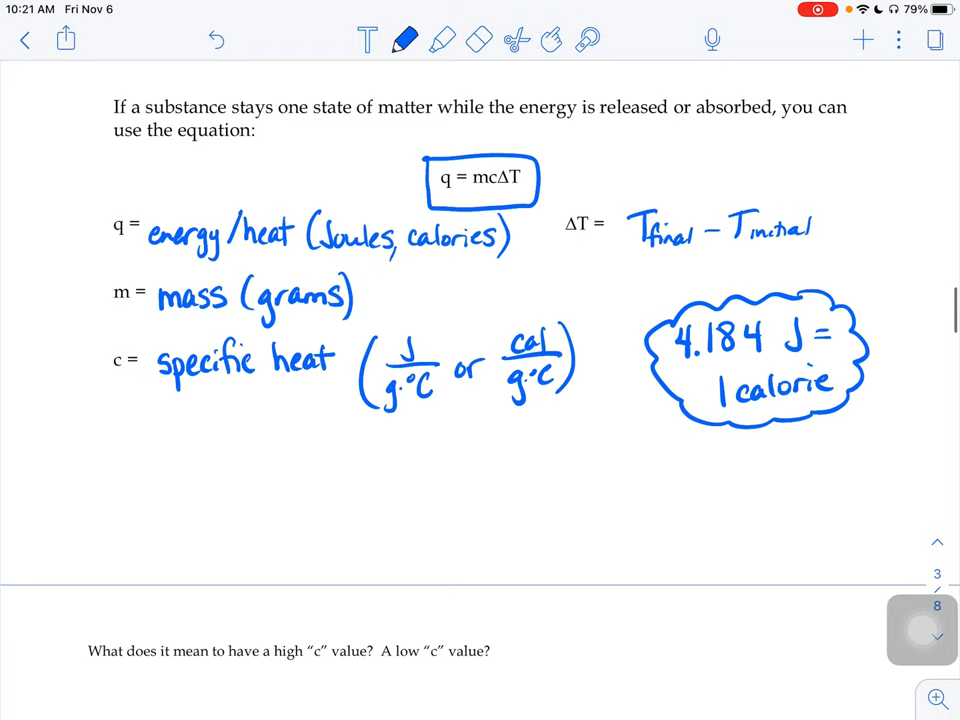 10:21 AM Fri Nov 6
79%
If a substance stays one state of matter while the energy is released or absorbed, you can
use the equation:
q = mcΔT
q = energy/heat (Joules, calories)
ΔT = Tfinal - Tinitial
m = mass (grams)
c = specific heat (J/g·°C or cal/g·°C)
4.184 J =
1 calorie
3
/
8
What does it mean to have a high “c” value? A low “c” value?